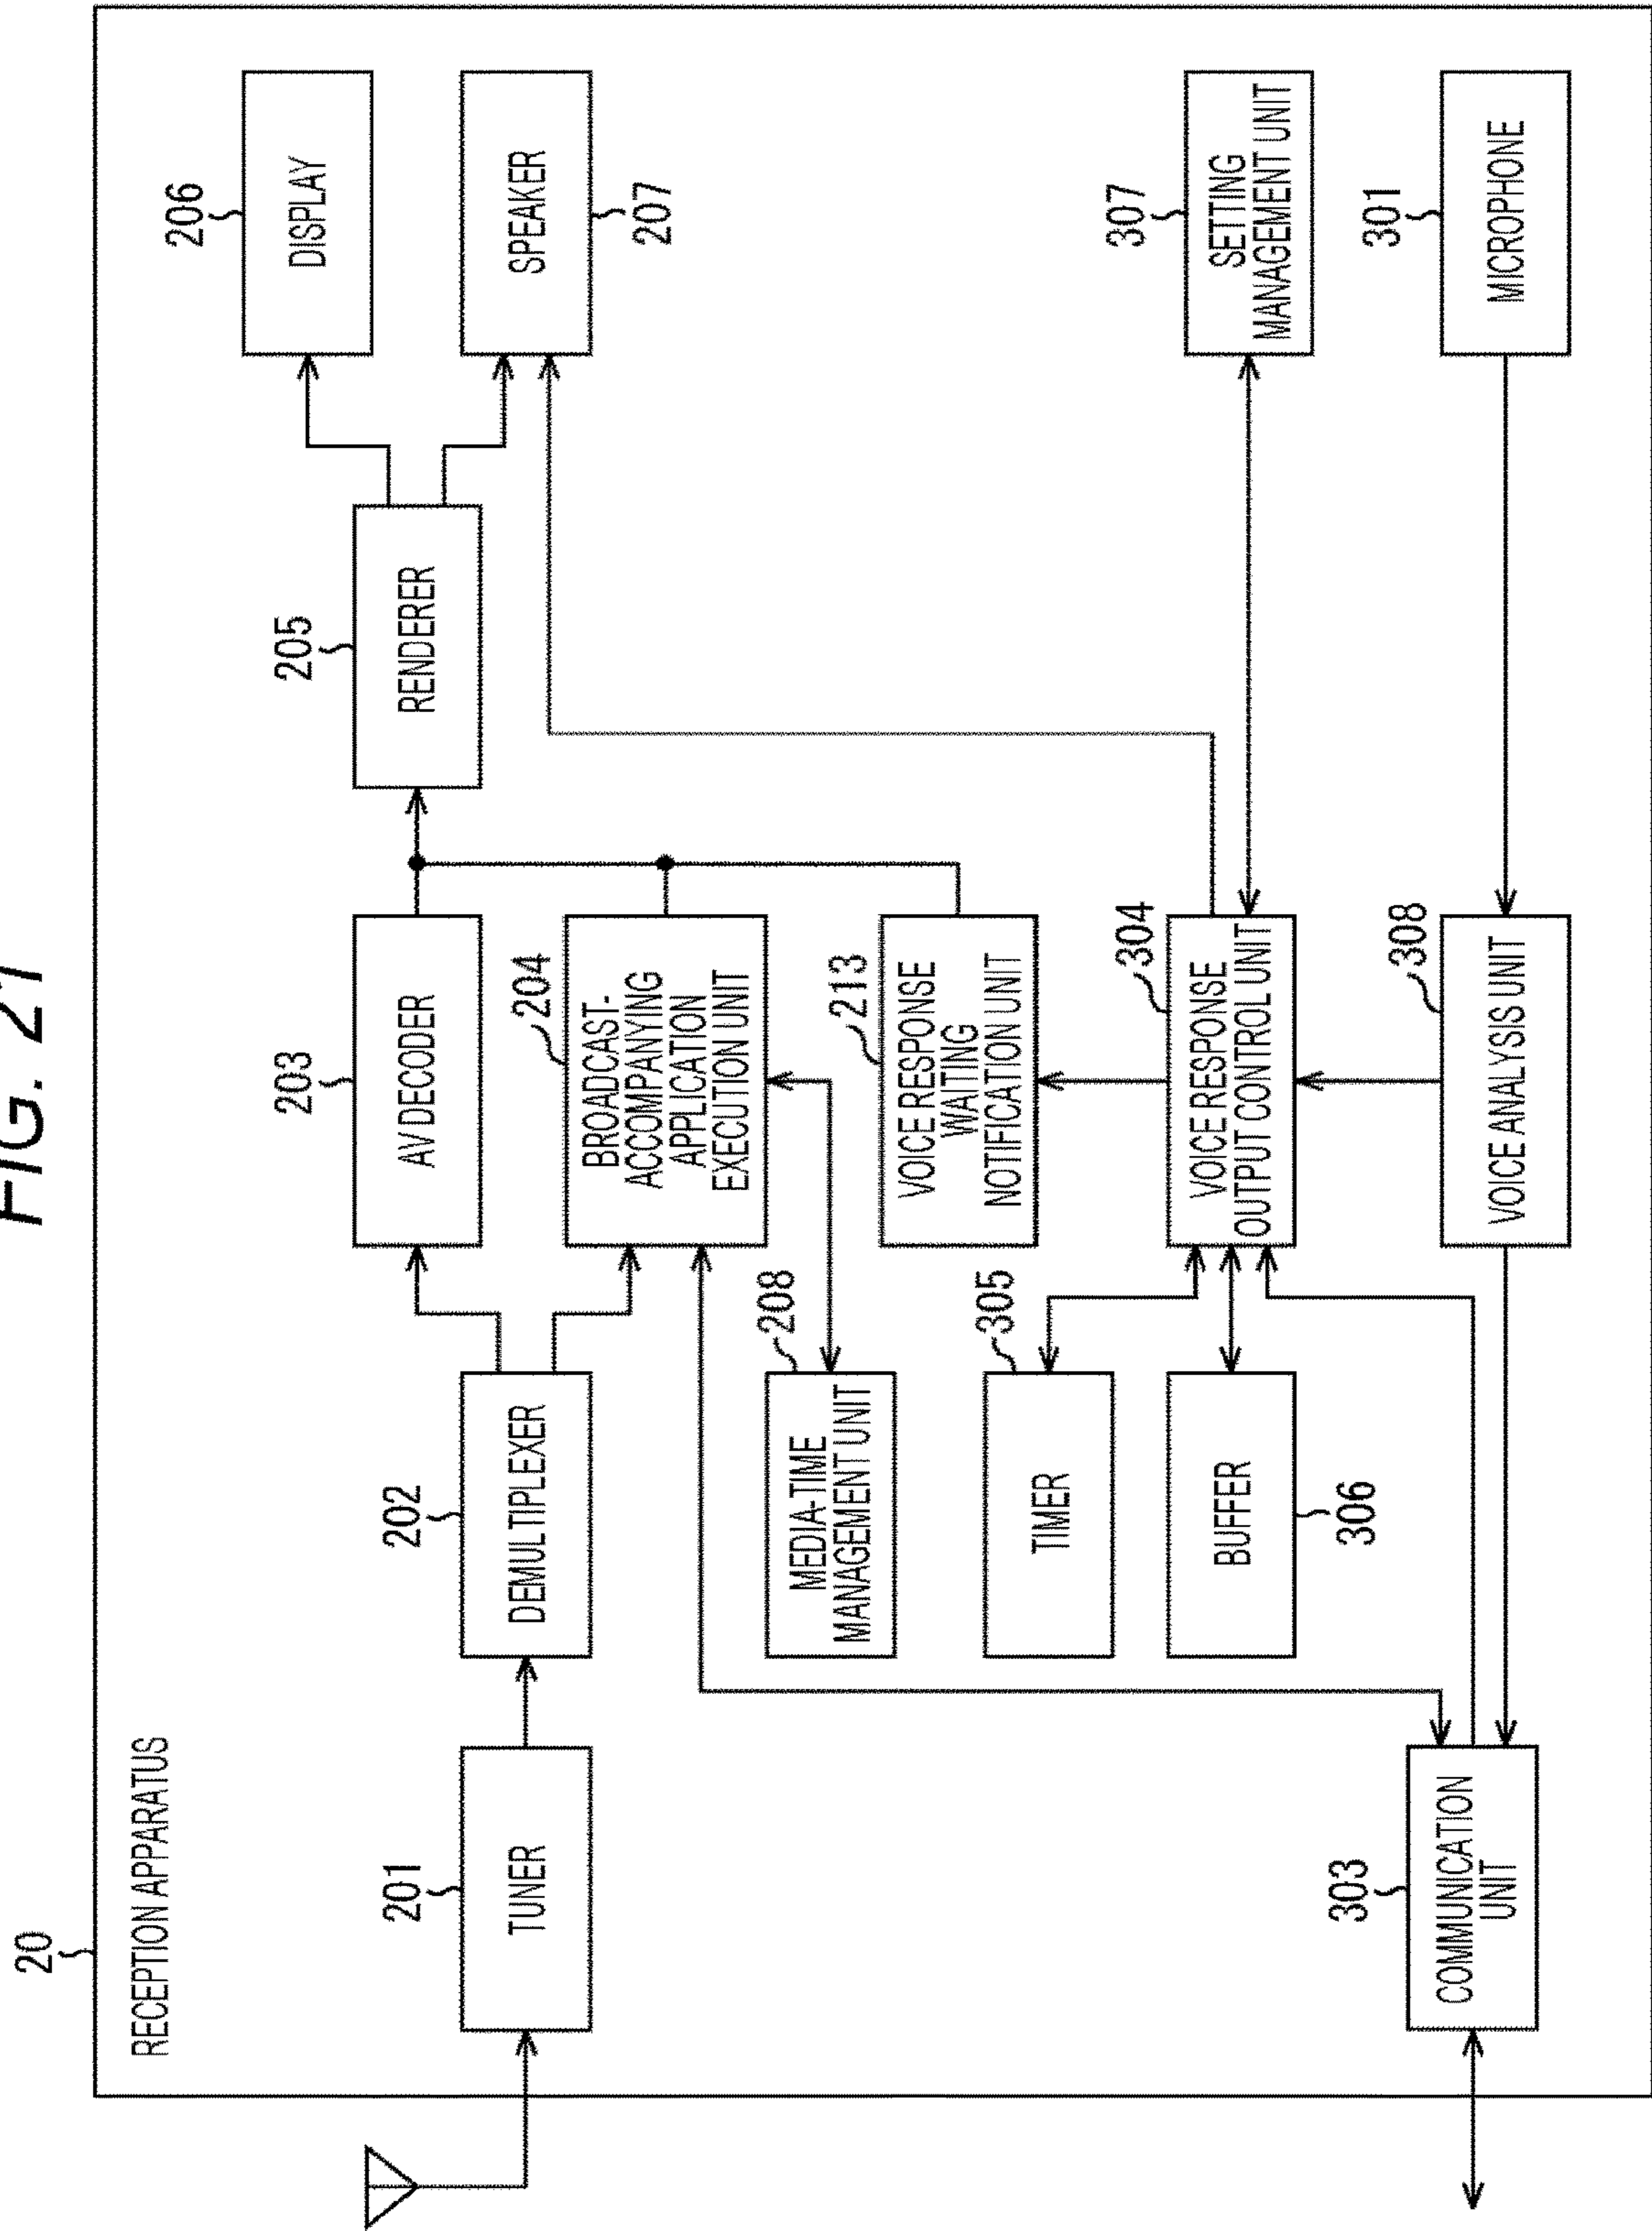 FIG. 21
20
RECEPTION APPARATUS
201
TUNER
202
DEMULTIPLEXER
203
AV DECODER
205
RENDERER
206
DISPLAY
SPEAKER
207
204
BROADCAST-
ACCOMPANYING
APPLICATION
EXECUTION UNIT
208
MEDIA-TIME
MANAGEMENT UNIT
213
VOICE RESPONSE
WAITING
NOTIFICATION UNIT
305
TIMER
BUFFER
306
304
VOICE RESPONSE
OUTPUT CONTROL UNIT
307
SETTING
MANAGEMENT UNIT
303
COMMUNICATION
UNIT
308
VOICE ANALYSIS UNIT
301
MICROPHONE